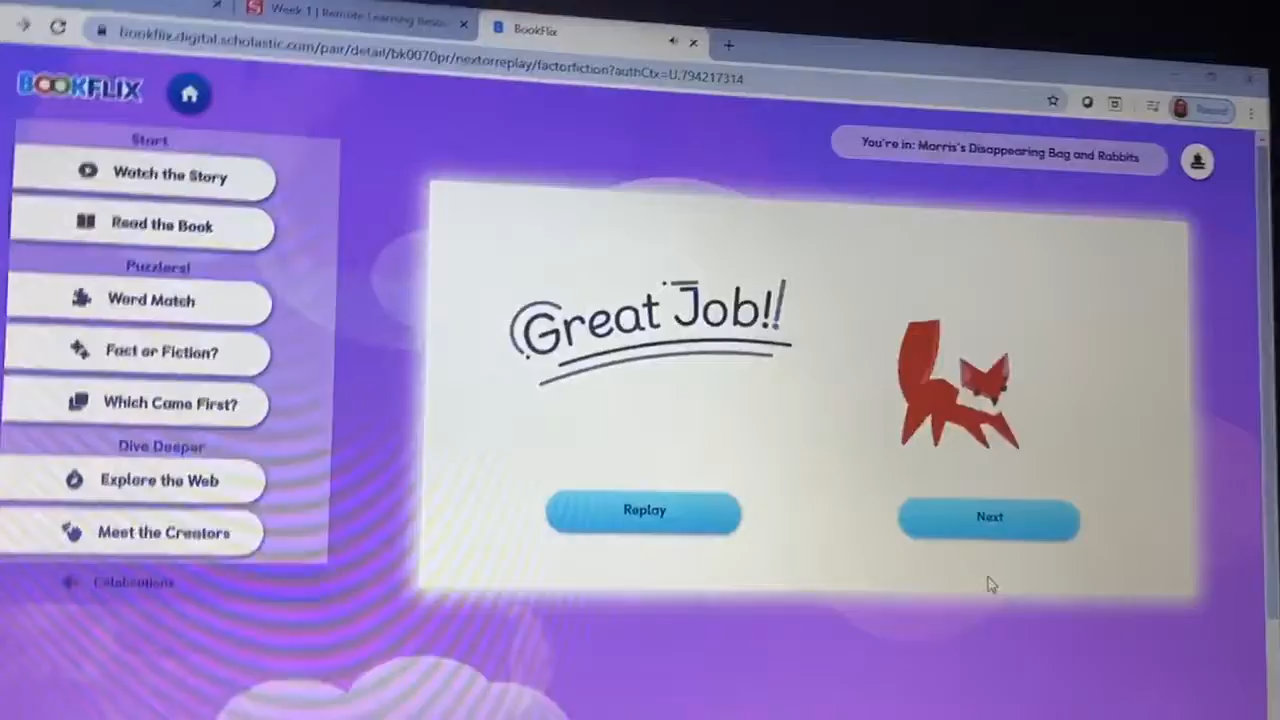 Week 1 | Remote Learning Reso
BookFlix
bookflix.digital.scholastic.com/pair/detail/bk0070pr/nextorreplay/factorfiction?authCtx=U.794217314
BOOKFLIX
You're in: Morris's Disappearing Bag and Rabbits
Start
Watch the Story
Read the Book
Puzzlers!
Word Match
Fact or Fiction?
Which Came First?
Dive Deeper
Explore the Web
Meet the Creators
Great Job!!
Replay
Next